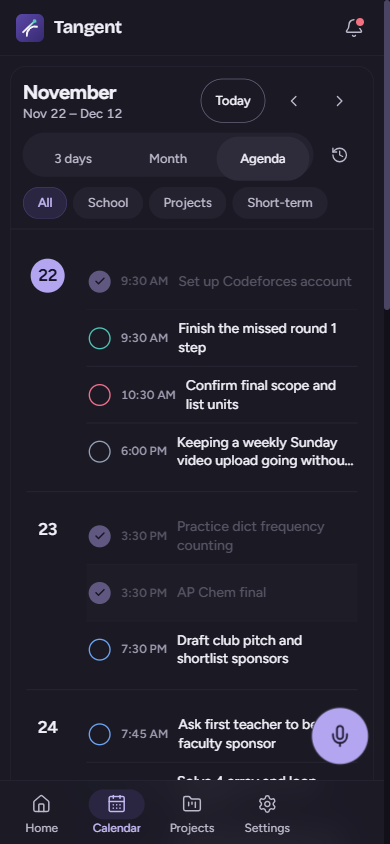 Tangent
November
Nov 22 – Dec 12
Today
3 days
Month
Agenda
All
School
Projects
Short-term
22
9:30 AM Set up Codeforces account
9:30 AM Finish the missed round 1
step
10:30 AM Confirm final scope and
list units
6:00 PM Keeping a weekly Sunday
video upload going withou...
23
3:30 PM Practice dict frequency
counting
3:30 PM AP Chem final
7:30 PM Draft club pitch and
shortlist sponsors
24
7:45 AM Ask first teacher to be
faculty sponsor
Home
Calendar
Projects
Settings